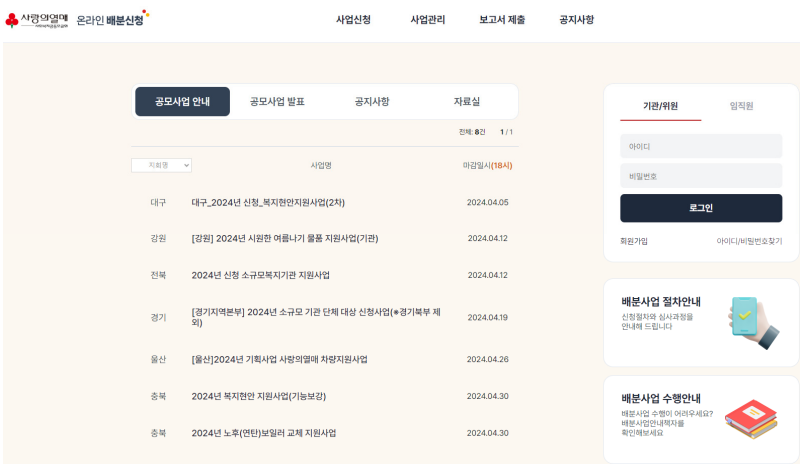 사랑의열매 온라인 배분신청
사업신청 사업관리 보고서 제출 공지사항
공모사업 안내 공모사업 발표 공지사항 자료실
전체: 8건 1 / 1
지회명 사업명 마감일시(18시)
대구 대구_2024년 신청_복지현안지원사업(2차) 2024.04.05
강원 [강원] 2024년 시원한 여름나기 물품 지원사업(기관) 2024.04.12
전북 2024년 신청 소규모복지기관 지원사업 2024.04.12
경기 [경기지역본부] 2024년 소규모 기관 단체 대상 신청사업(※경기북부 제
외) 2024.04.19
울산 [울산]2024년 기획사업 사랑의열매 차량지원사업 2024.04.26
충북 2024년 복지현안 지원사업(기능보강) 2024.04.30
충북 2024년 노후(연탄)보일러 교체 지원사업 2024.04.30
기관/위원 임직원
아이디
비밀번호
로그인
회원가입 아이디/비밀번호찾기
배분사업 절차안내
신청절차와 심사과정을
안내해 드립니다
배분사업 수행안내
배분사업 수행이 어려우세요?
배분사업안내책자를
확인해보세요